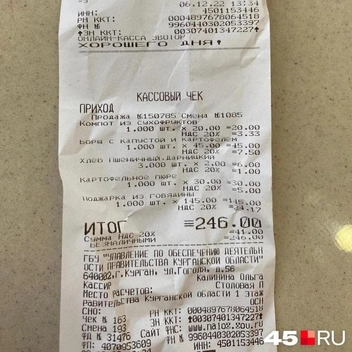 06.12.22 13:34
ИНН: 4501153446
РН ККТ: 0004897678064518
ФН № 9960440302053397
ЗН ККТ: 00307401347227
ОНЛАЙН-КАССА ЭВОТОР
ХОРОШЕГО ДНЯ!
КАССОВЫЙ ЧЕК
ПРИХОД
Продажа №150785 Смена №1085
Компот из сухофруктов
1.000 шт × 20.00 =20.00
НДС 20% =3.33
Борщ с капустой и картофелем
1.000 шт × 45.00 =45.00
НДС 20% =7.50
Хлеб Пшеничный, Дарницкий
3.000 шт × 2.00 =6.00
НДС 20% =1.00
Картофельное пюре
1.000 шт × 30.00 =30.00
НДС 20%
Поджарка из говядины
1.000 шт × 145.00 =145.00
НДС 20% =24.17
ИТОГ =246.00
Сумма НДС 20% =41.00
БЕЗНАЛИЧНЫМИ =246.00
ГБУ "УПРАВЛЕНИЕ ПО ОБЕСПЕЧЕНИЮ ДЕЯТЕЛЬН
ОСТИ ПРАВИТЕЛЬСТВА КУРГАНСКОЙ ОБЛАСТИ"
640002, Г.Курган, ул.Гоголя, д.56
Кассир Калинина Ольга
Место расчетов: Столовая П
равительства Курганской области 1 этаж
СНО: ОСН
Чек № 163
Смена 193
ФД № 31476
ФП: 4070953609
РН ККТ: 0004897678064518
ЗН ККТ: 00307401347227
Сайт ФНС: www.nalog.gov.ru
ФН № 9960440302053397
ИНН: 4501153446
45.RU